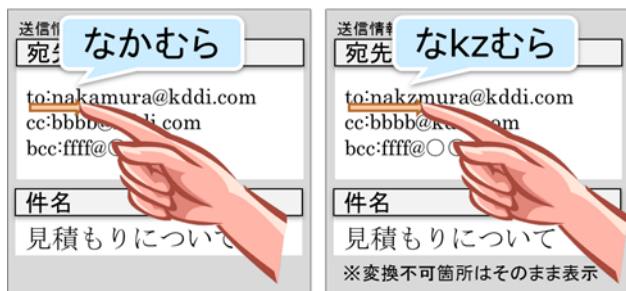 送信情
宛先
なかむら
to:nakamura@kddi.com
cc:bbbb@kddi.com
bcc:ffff@
件名
見積もりについて
送信情報
宛先
なkzむら
to:nakzmura@kddi.com
cc:bbbb@kd
bcc:ffff@○
件名
見積もりについて
※変換不可箇所はそのまま表示